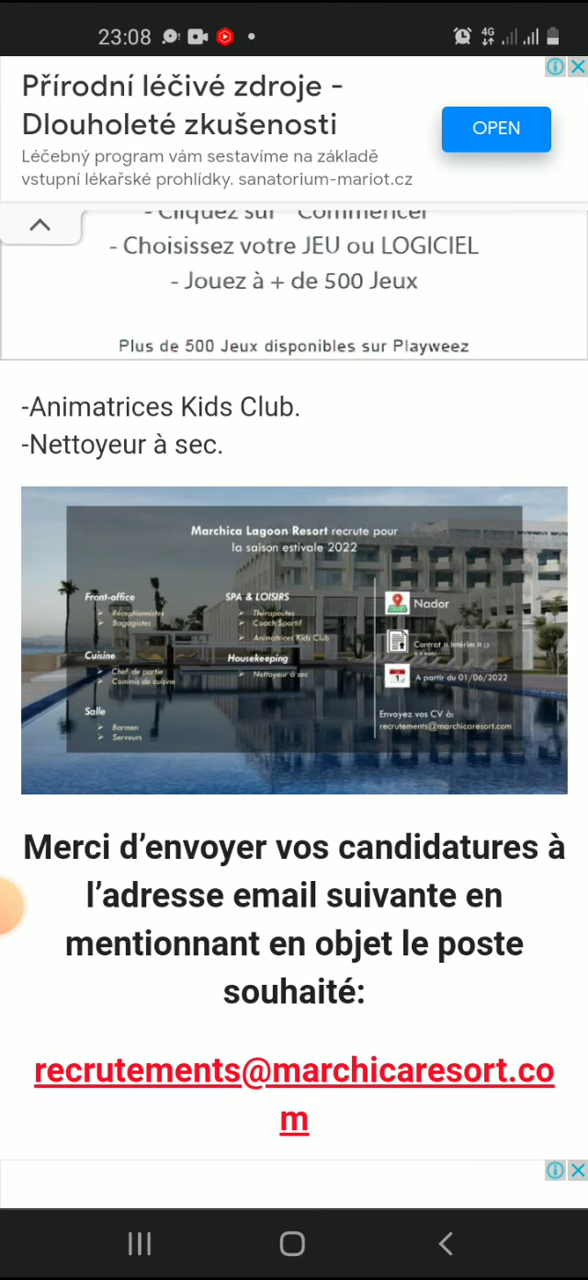 23:08
4G
Přírodní léčivé zdroje -
Dlouholeté zkušenosti
Léčebný program vám sestavíme na základě
vstupní lékařské prohlídky. sanatorium-mariot.cz
OPEN
- Cliquez sur "Commencer
- Choisissez votre JEU ou LOGICIEL
- Jouez à + de 500 Jeux
Plus de 500 Jeux disponibles sur Playweez
-Animatrices Kids Club.
-Nettoyeur à sec.
Marchica Lagoon Resort recrute pour
la saison estivale 2022
Front-office
Réceptionnistes
Bagagistes
Cuisine
Chef de partie
Commis de cuisine
Salle
Barmen
Serveurs
SPA & LOISIRS
Thérapeutes
Coach Sportif
Animatrices Kids Club
Housekeeping
Nettoyeur à sec
Nador
Contrat
A partir du 01/06/2022
Envoyez vos CV à:
recrutements@marchicaresort.com
Merci d’envoyer vos candidatures à
l’adresse email suivante en
mentionnant en objet le poste
souhaité:
recrutements@marchicaresort.co
m